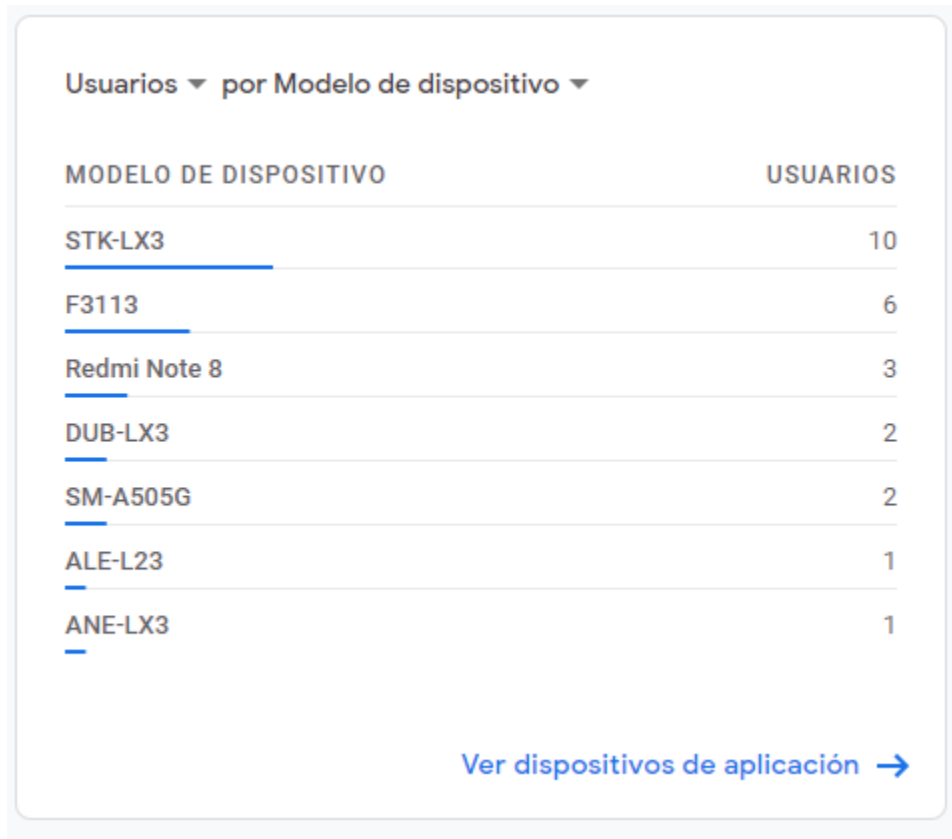 Usuarios por Modelo de dispositivo
MODELO DE DISPOSITIVO USUARIOS
STK-LX3 10
F3113 6
Redmi Note 8 3
DUB-LX3 2
SM-A505G 2
ALE-L23 1
ANE-LX3 1
Ver dispositivos de aplicación